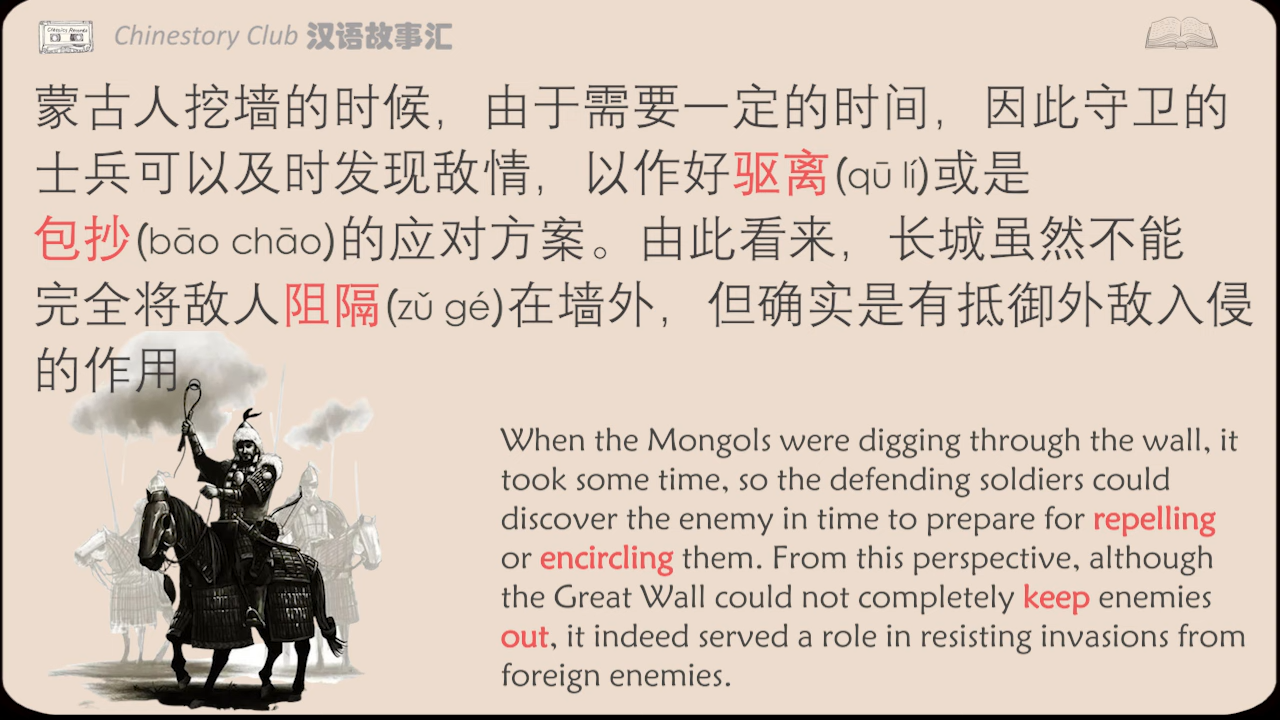 Classics Records
Chinestory Club 汉语故事汇
蒙古人挖墙的时候，由于需要一定的时间，因此守卫的
士兵可以及时发现敌情，以作好驱离(qū lí)或是
包抄(bāo chāo)的应对方案。由此看来，长城虽然不能
完全将敌人阻隔(zǔ gé)在墙外，但确实是有抵御外敌入侵
的作用。
When the Mongols were digging through the wall, it
took some time, so the defending soldiers could
discover the enemy in time to prepare for repelling
or encircling them. From this perspective, although
the Great Wall could not completely keep enemies
out, it indeed served a role in resisting invasions from
foreign enemies.